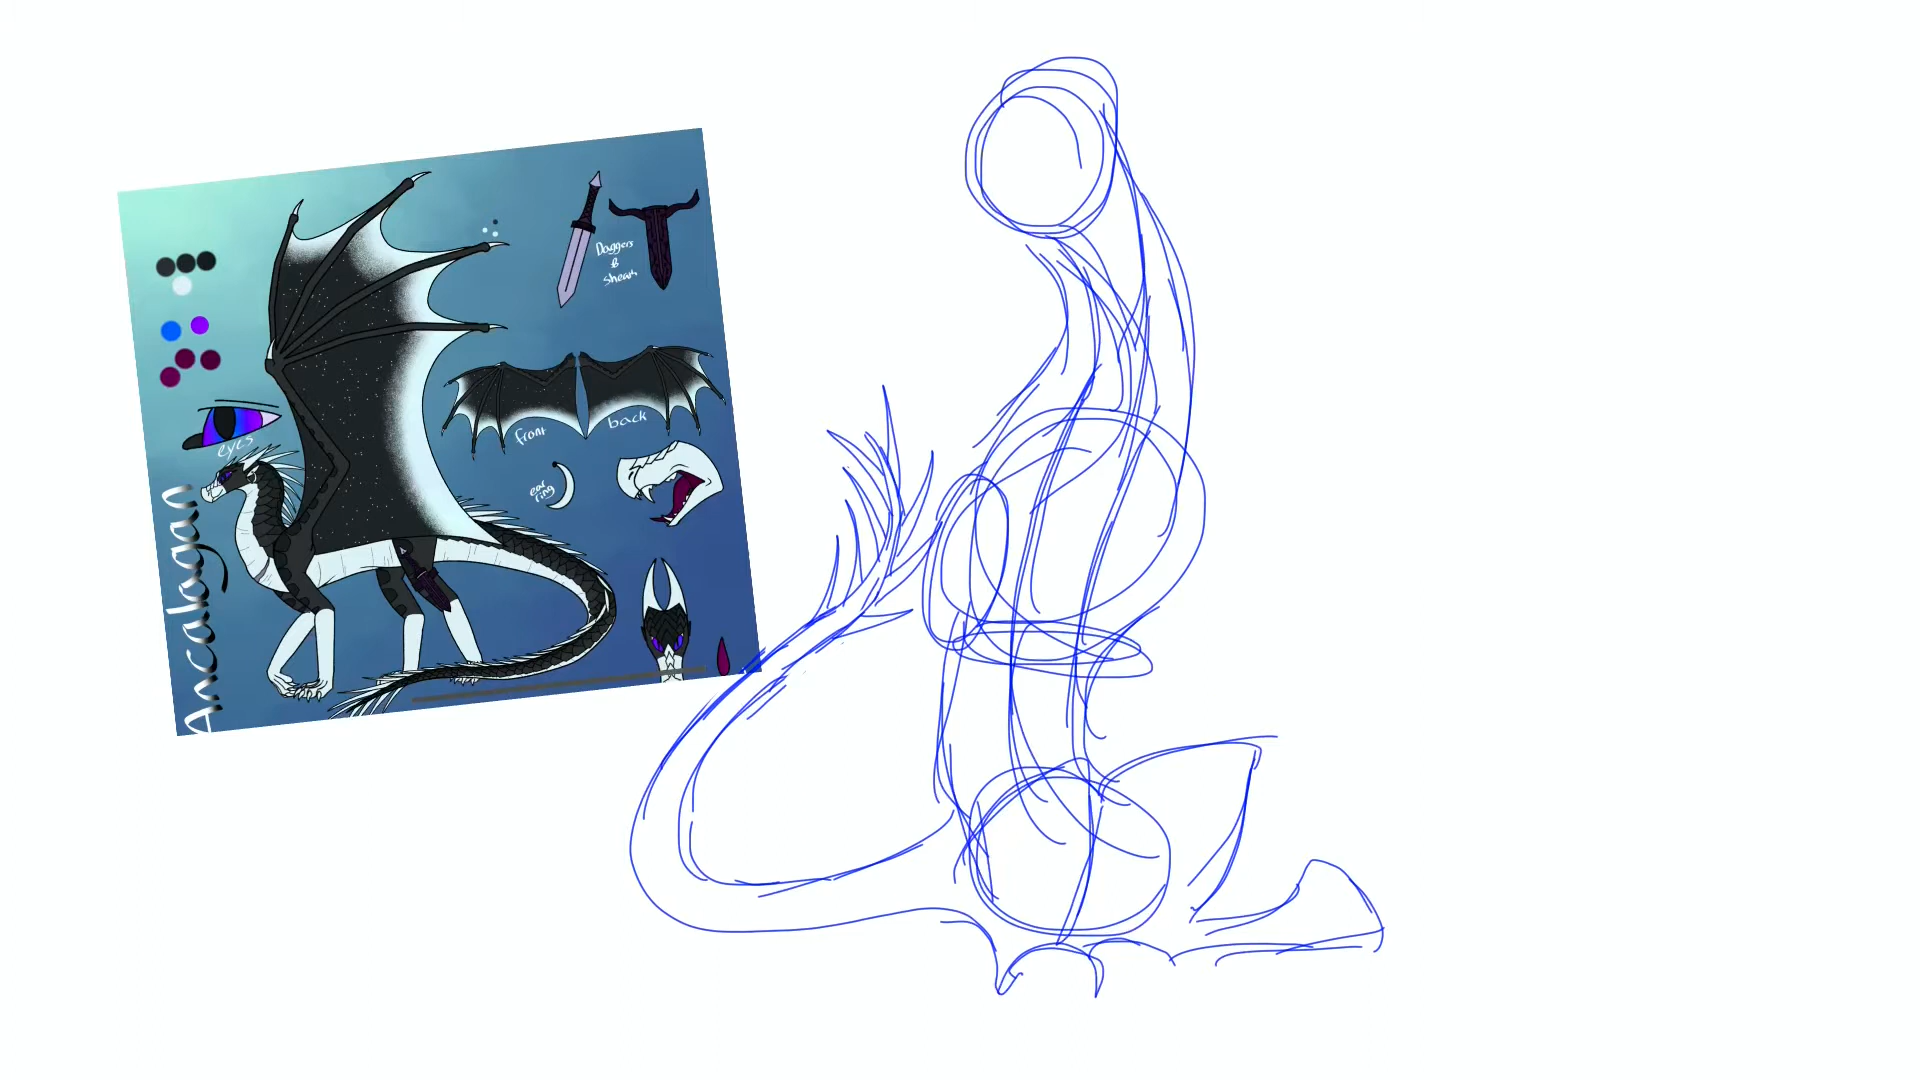 Daggers
&
sheath
front
back
eyes
ear
ring
Ancalagan